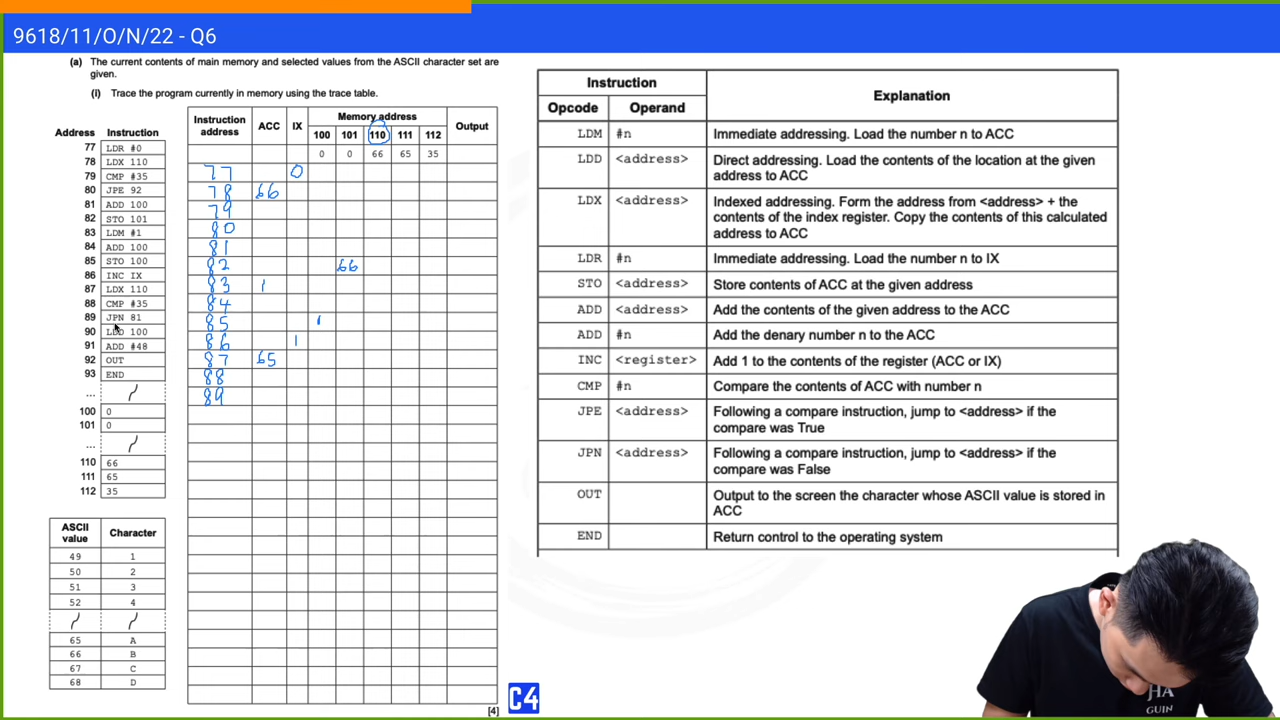 9618/11/O/N/22 - Q6
(a) The current contents of main memory and selected values from the ASCII character set are
given.
(i) Trace the program currently in memory using the trace table.
Address Instruction
77 LDR #0
78 LDX 110
79 CMP #35
80 JPE 92
81 ADD 100
82 STO 101
83 LDM #1
84 ADD 100
85 STO 100
86 INC IX
87 LDX 110
88 CMP #35
89 JPN 81
90 LDD 100
91 ADD #48
92 OUT
93 END
...
100 0
101 0
...
110 66
111 65
112 35
ASCII value Character
49 1
50 2
51 3
52 4
65 A
66 B
67 C
68 D
Instruction address ACC IX Memory address Output
100 101 110 111 112
0 0 66 65 35
77 0
78 66
79
80
81
82 66
83 1
84
85 1
86 1
87 65
88
89
[4]
Instruction Explanation
Opcode Operand
LDM #n Immediate addressing. Load the number n to ACC
LDD <address> Direct addressing. Load the contents of the location at the given
address to ACC
LDX <address> Indexed addressing. Form the address from <address> + the
contents of the index register. Copy the contents of this calculated
address to ACC
LDR #n Immediate addressing. Load the number n to IX
STO <address> Store contents of ACC at the given address
ADD <address> Add the contents of the given address to the ACC
ADD #n Add the denary number n to the ACC
INC <register> Add 1 to the contents of the register (ACC or IX)
CMP #n Compare the contents of ACC with number n
JPE <address> Following a compare instruction, jump to <address> if the
compare was True
JPN <address> Following a compare instruction, jump to <address> if the
compare was False
OUT Output to the screen the character whose ASCII value is stored in
ACC
END Return control to the operating system
C4
HA
GUIN